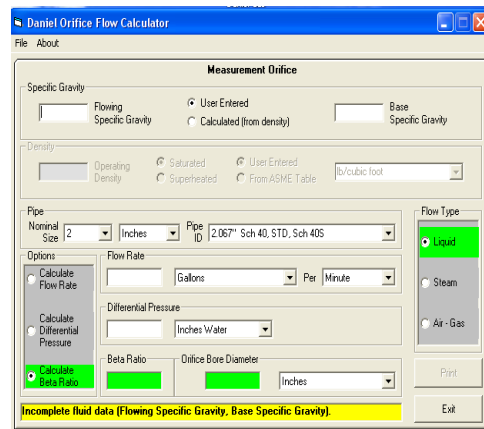 Daniel Orifice Flow Calculator
File About
Measurement Orifice
Specific Gravity
Flowing
Specific Gravity
User Entered
Calculated (from density)
Base
Specific Gravity
Density
Operating
Density
Saturated
Superheated
User Entered
From ASME Table
lb/cubic foot
Pipe
Nominal
Size
2
Inches
Pipe
ID
2.067" Sch 40, STD, Sch 40S
Flow Type
Liquid
Steam
Air - Gas
Options
Calculate
Flow Rate
Calculate
Differential
Pressure
Calculate
Beta Ratio
Flow Rate
Gallons
Per
Minute
Differential Pressure
Inches Water
Beta Ratio
Orifice Bore Diameter
Inches
Print
Exit
Incomplete fluid data (Flowing Specific Gravity, Base Specific Gravity).